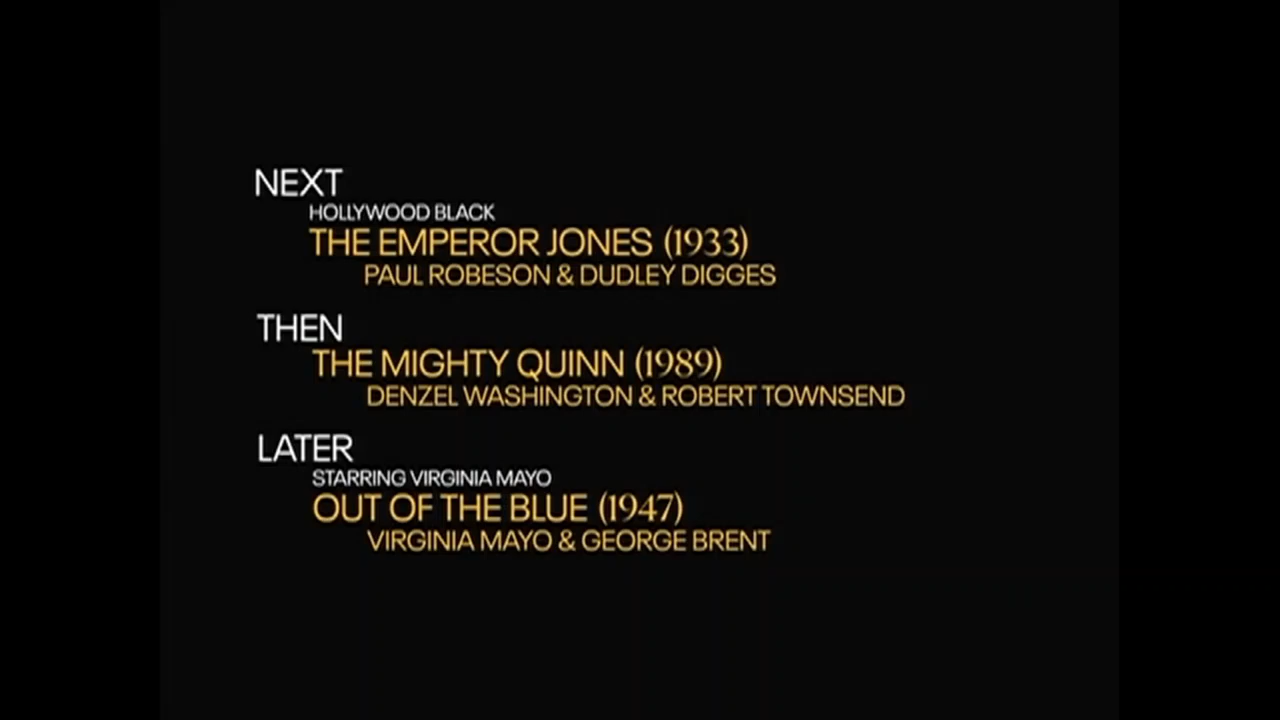 NEXT
HOLLYWOOD BLACK
THE EMPEROR JONES (1933)
PAUL ROBESON & DUDLEY DIGGES
THEN
THE MIGHTY QUINN (1989)
DENZEL WASHINGTON & ROBERT TOWNSEND
LATER
STARRING VIRGINIA MAYO
OUT OF THE BLUE (1947)
VIRGINIA MAYO & GEORGE BRENT